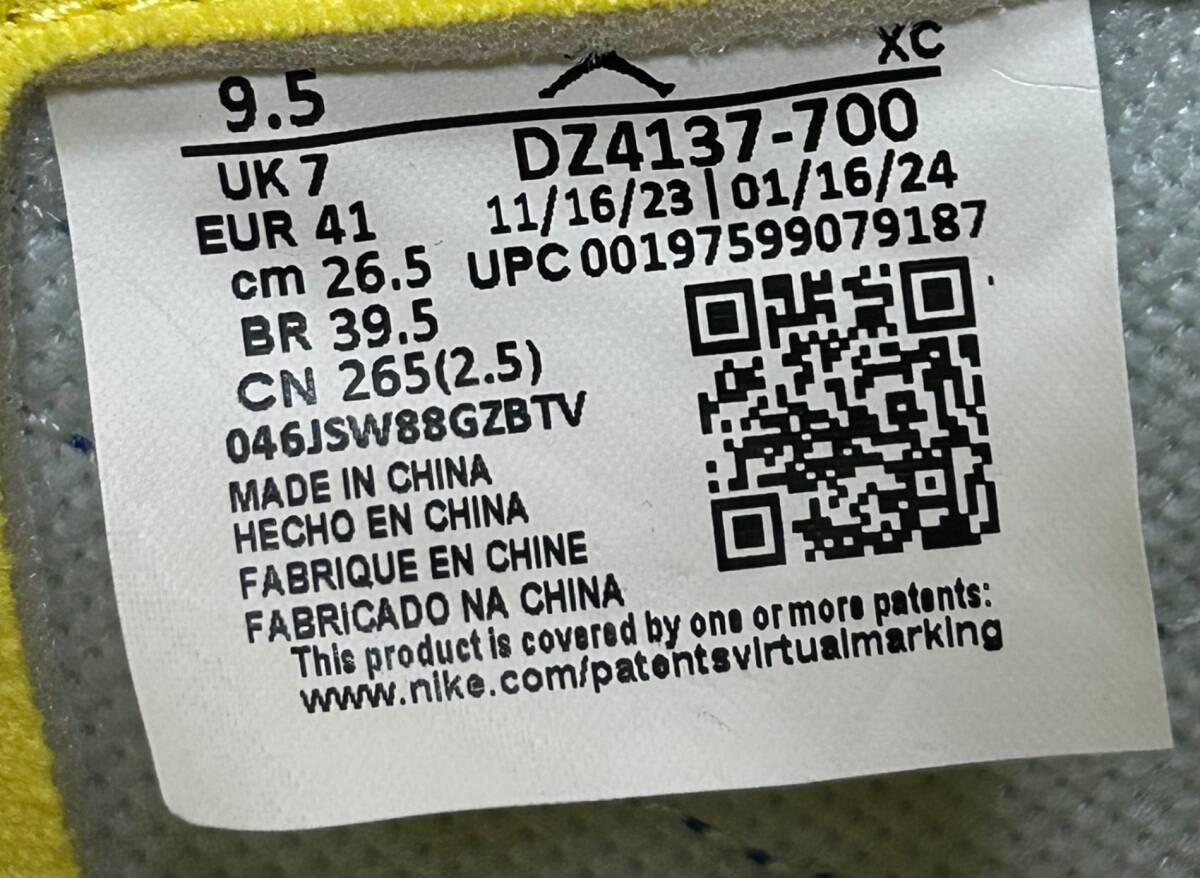 9.5 XC
UK 7 DZ4137-700
EUR 41 11/16/23 | 01/16/24
cm 26.5 UPC 00197599079187
BR 39.5
CN 265(2.5)
046JSW88GZBTV
MADE IN CHINA
HECHO EN CHINA
FABRIQUE EN CHINE
FABRICADO NA CHINA
This product is covered by one or more patents:
www.nike.com/patentsvirtualmarking